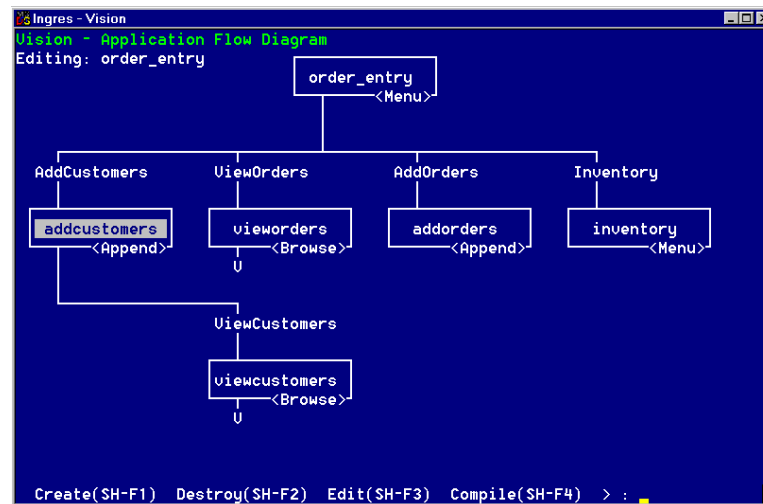 Ingres - Vision
Vision - Application Flow Diagram
Editing: order_entry
order_entry
<Menu>
AddCustomers ViewOrders AddOrders Inventory
addcustomers vieworders addorders inventory
<Append> <Browse> <Append> <Menu>
V
ViewCustomers
viewcustomers
<Browse>
V
Create(SH-F1) Destroy(SH-F2) Edit(SH-F3) Compile(SH-F4) > :